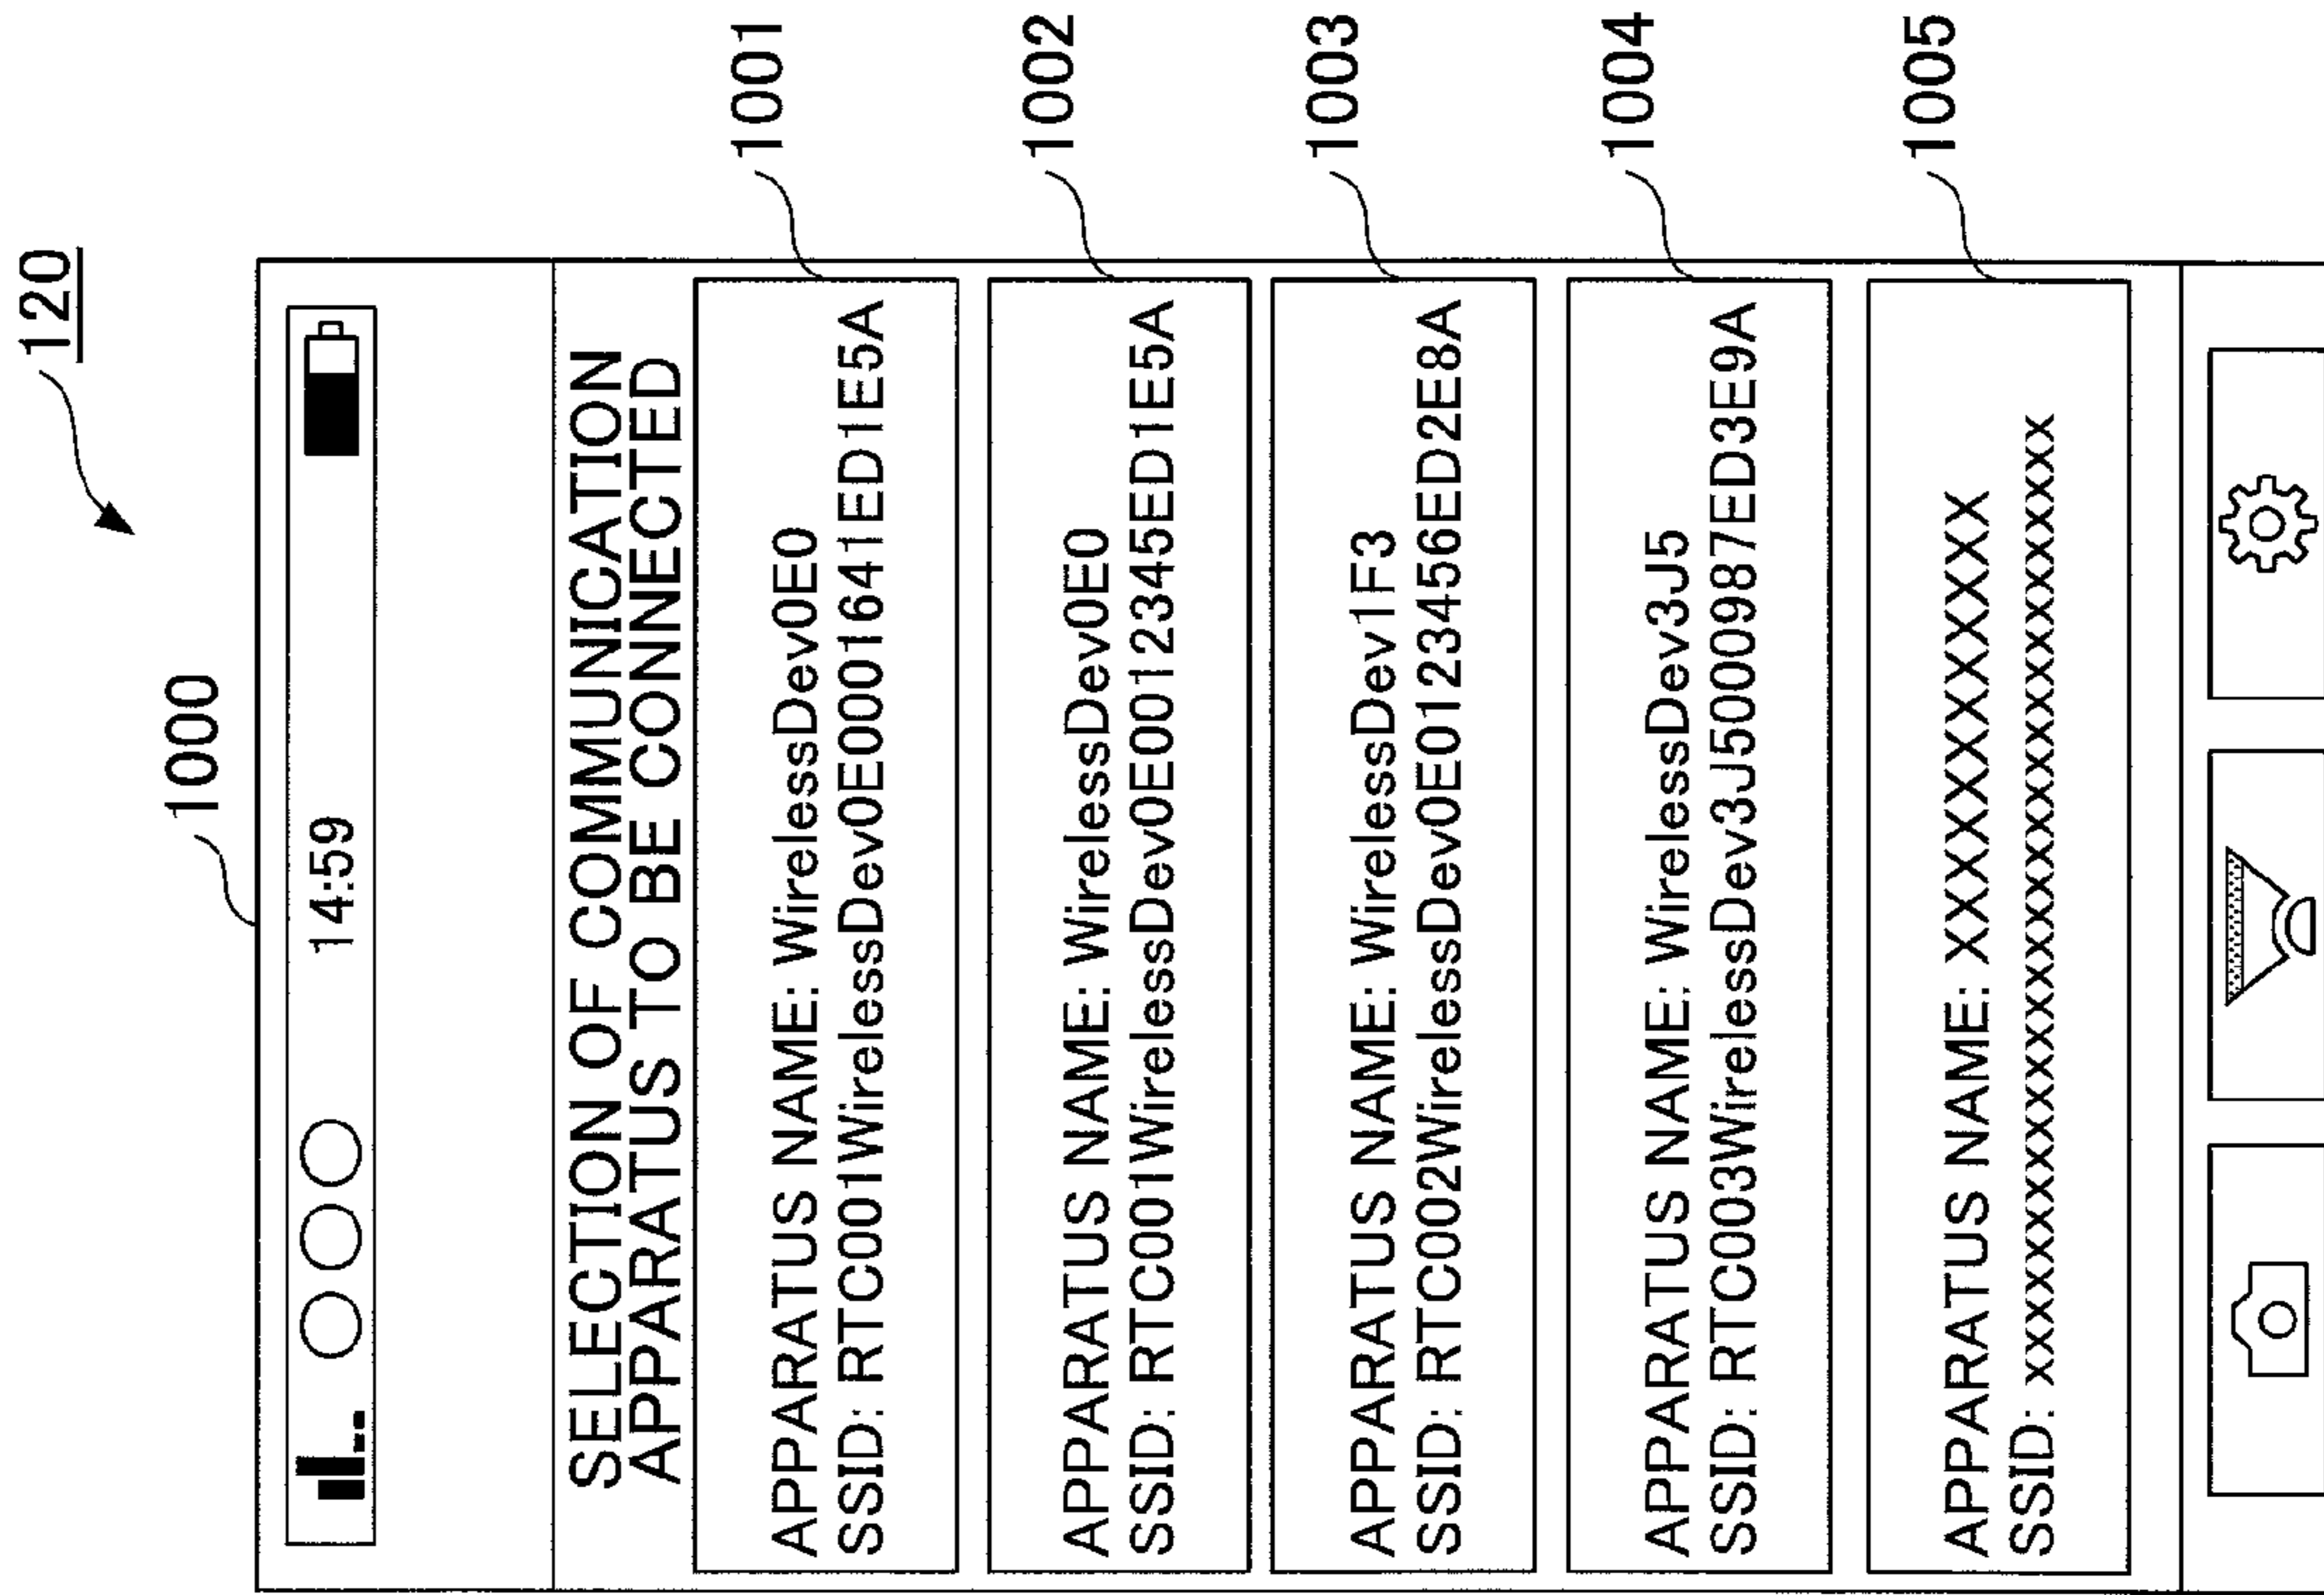 120
1000
14:59
SELECTION OF COMMUNICATION
APPARATUS TO BE CONNECTED
1001
APPARATUS NAME: WirelessDev0E0
SSID: RTC001WirelessDev0E0001641ED1E5A
1002
APPARATUS NAME: WirelessDev0E0
SSID: RTC001WirelessDev0E0012345ED1E5A
1003
APPARATUS NAME: WirelessDev1F3
SSID: RTC002WirelessDev0E0123456ED2E8A
1004
APPARATUS NAME: WirelessDev3J5
SSID: RTC003WirelessDev3J5000987ED3E9A
1005
APPARATUS NAME: XXXXXXXXXXXXXX
SSID: xxxxxxxxxxxxxxxxxxxxxxxxxxxxxxxx